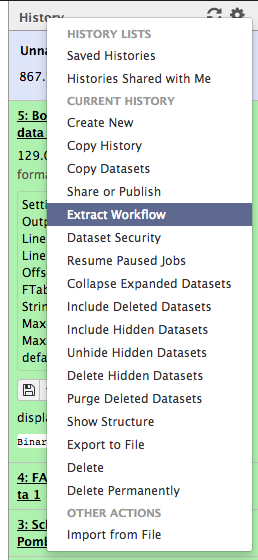 History
HISTORY LISTS
Unna
Saved Histories
867.
Histories Shared with Me
CURRENT HISTORY
Create New
5: Bo
data
Copy History
129.0
Copy Datasets
forma
Share or Publish
Setti
Extract Workflow
Outp
Dataset Security
Line
Line
Resume Paused Jobs
Offs
Collapse Expanded Datasets
FTab
Include Deleted Datasets
Strin
Include Hidden Datasets
Max
Max
Unhide Hidden Datasets
defa
Delete Hidden Datasets
Purge Deleted Datasets
displa
Show Structure
Binar
Export to File
4: FA
Delete
ta 1
Delete Permanently
OTHER ACTIONS
3: Sc
Pomb
Import from File